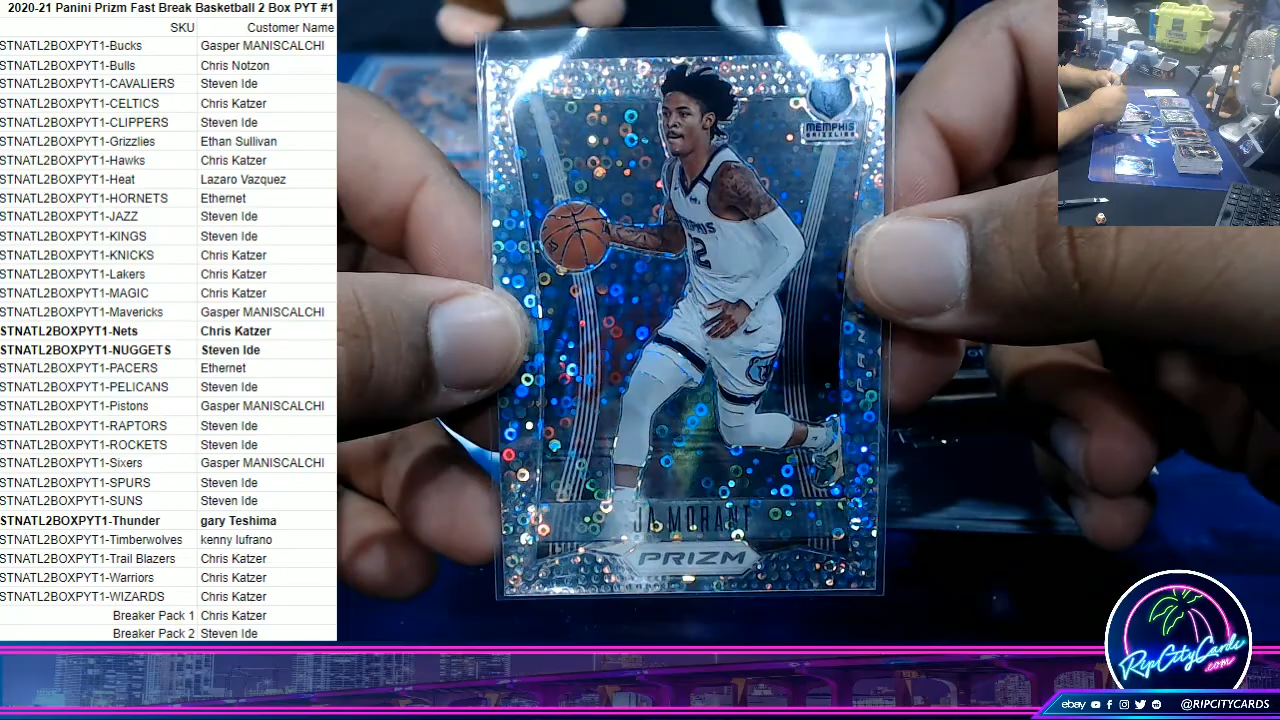 2020-21 Panini Prizm Fast Break Basketball 2 Box PYT #1
SKU Customer Name
STNATL2BOXPYT1-Bucks Gasper MANISCALCHI
STNATL2BOXPYT1-Bulls Chris Notzon
STNATL2BOXPYT1-CAVALIERS Steven Ide
STNATL2BOXPYT1-CELTICS Chris Katzer
STNATL2BOXPYT1-CLIPPERS Steven Ide
STNATL2BOXPYT1-Grizzlies Ethan Sullivan
STNATL2BOXPYT1-Hawks Chris Katzer
STNATL2BOXPYT1-Heat Lazaro Vazquez
STNATL2BOXPYT1-HORNETS Ethernet
STNATL2BOXPYT1-JAZZ Steven Ide
STNATL2BOXPYT1-KINGS Steven Ide
STNATL2BOXPYT1-KNICKS Chris Katzer
STNATL2BOXPYT1-Lakers Chris Katzer
STNATL2BOXPYT1-MAGIC Chris Katzer
STNATL2BOXPYT1-Mavericks Gasper MANISCALCHI
STNATL2BOXPYT1-Nets Chris Katzer
STNATL2BOXPYT1-NUGGETS Steven Ide
STNATL2BOXPYT1-PACERS Ethernet
STNATL2BOXPYT1-PELICANS Steven Ide
STNATL2BOXPYT1-Pistons Gasper MANISCALCHI
STNATL2BOXPYT1-RAPTORS Steven Ide
STNATL2BOXPYT1-ROCKETS Steven Ide
STNATL2BOXPYT1-Sixers Gasper MANISCALCHI
STNATL2BOXPYT1-SPURS Steven Ide
STNATL2BOXPYT1-SUNS Steven Ide
STNATL2BOXPYT1-Thunder gary Teshima
STNATL2BOXPYT1-Timberwolves kenny lufrano
STNATL2BOXPYT1-Trail Blazers Chris Katzer
STNATL2BOXPYT1-Warriors Chris Katzer
STNATL2BOXPYT1-WIZARDS Chris Katzer
Breaker Pack 1 Chris Katzer
Breaker Pack 2 Steven Ide
MEMPHIS
GRIZZLIES
JA MORANT
PRIZM
RipCityCards
.com
ebay @RIPCITYCARDS